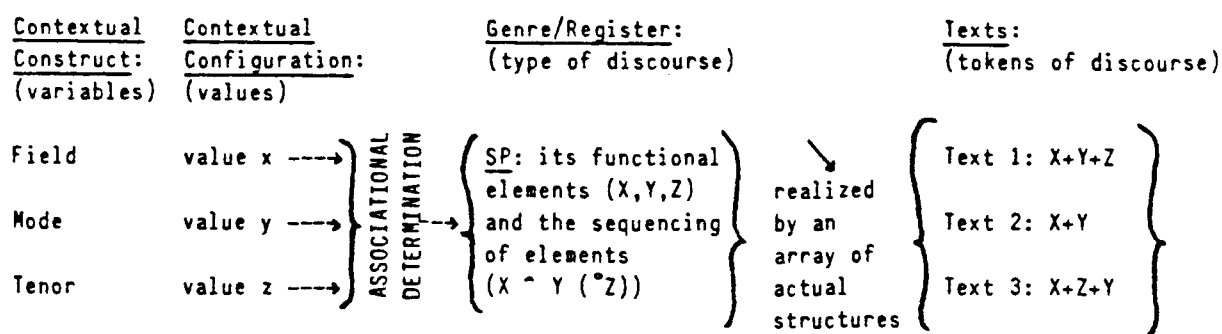 Contextual Contextual Genre/Register: Texts:
Construct: Configuration: (type of discourse) (tokens of discourse)
(variables) (values)
Field value x ----→ SP: its functional Text 1: X+Y+Z
elements (X,Y,Z) realized
Mode value y ----→ ASSOCIATIONAL DETERMINATION ---→ and the sequencing by an Text 2: X+Y
of elements array of
Tenor value z ----→ (X ^ Y (°Z)) actual Text 3: X+Z+Y
structures